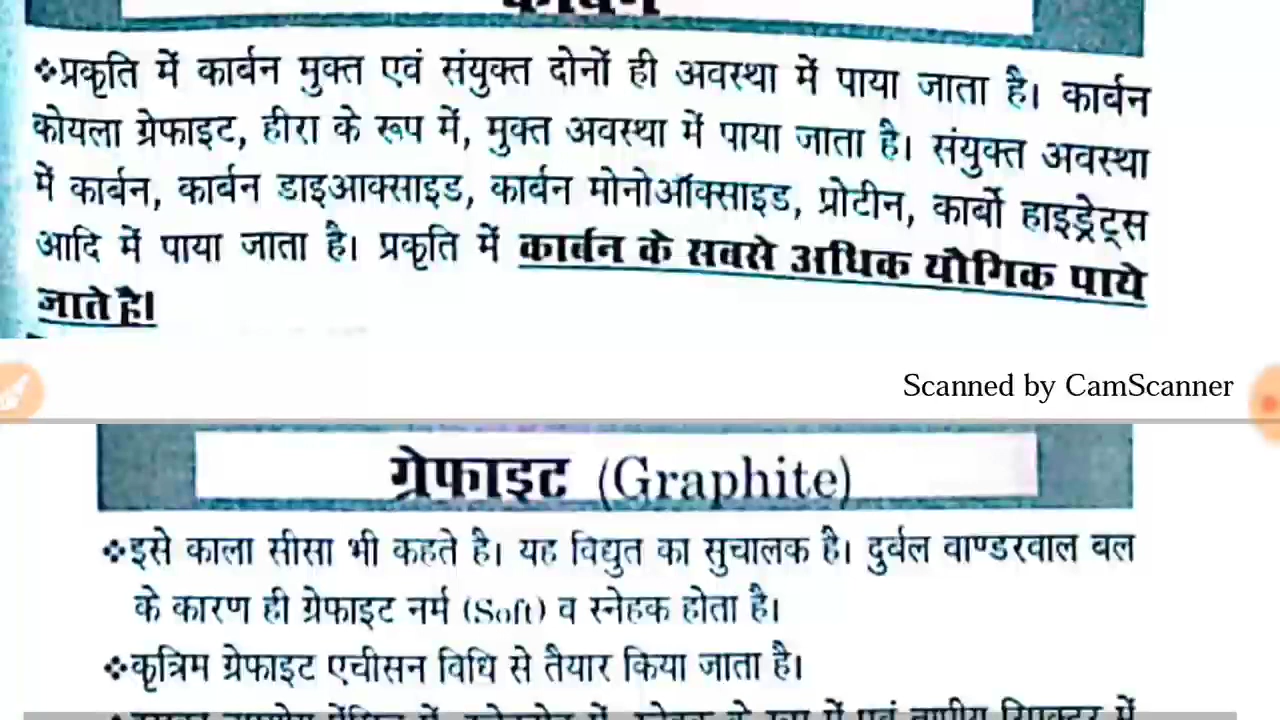 कार्बन
❖प्रकृति में कार्बन मुक्त एवं संयुक्त दोनों ही अवस्था में पाया जाता है। कार्बन
कोयला ग्रेफाइट, हीरा के रूप में, मुक्त अवस्था में पाया जाता है। संयुक्त अवस्था
में कार्बन, कार्बन डाइआक्साइड, कार्बन मोनोऑक्साइड, प्रोटीन, कार्बो हाइड्रेट्स
आदि में पाया जाता है। प्रकृति में कार्बन के सबसे अधिक यौगिक पाये
जाते है।
Scanned by CamScanner
ग्रेफाइट (Graphite)
❖इसे काला सीसा भी कहते है। यह विद्युत का सुचालक है। दुर्बल वाण्डरवाल बल
के कारण ही ग्रेफाइट नर्म (Soft) व स्नेहक होता है।
❖कृत्रिम ग्रेफाइट एचीसन विधि से तैयार किया जाता है।